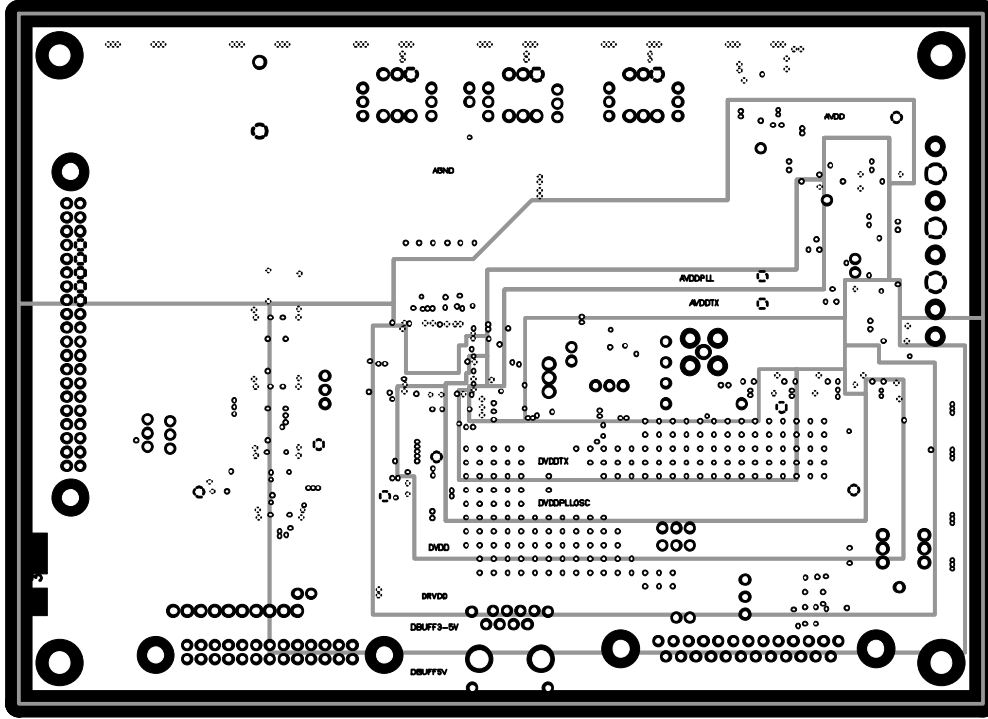 AVDD
AGND
AVDDPLL
AVDDTX
DVDDTX
DVDDPLLOSC
DVDD
DRVDD
DBUFF3-5V
DBUFF5V